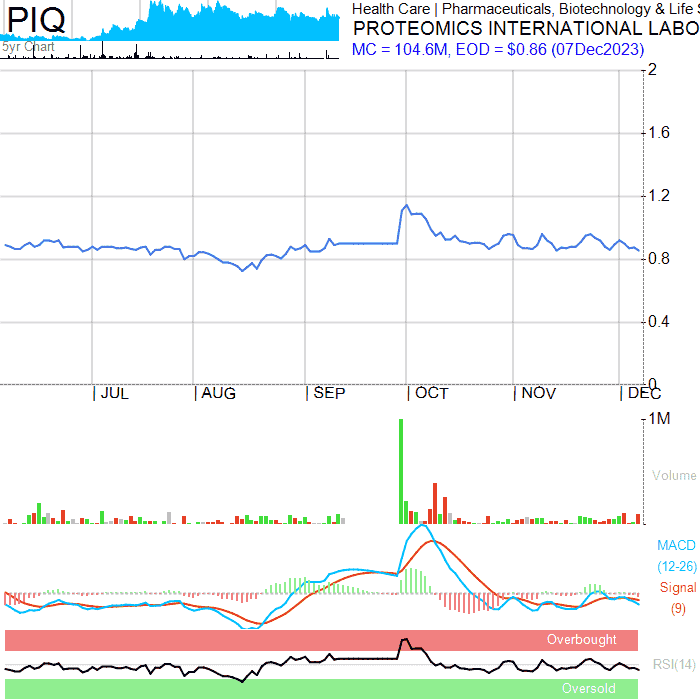 PIQ
5yr Chart
Health Care | Pharmaceuticals, Biotechnology & Life S
PROTEOMICS INTERNATIONAL LABO
MC = 104.6M, EOD = $0.86 (07Dec2023)
2
1.6
1.2
0.8
0.4
0
JUL AUG SEP OCT NOV DEC
1M
Volume
MACD
(12-26)
Signal
(9)
Overbought
RSI(14)
Oversold